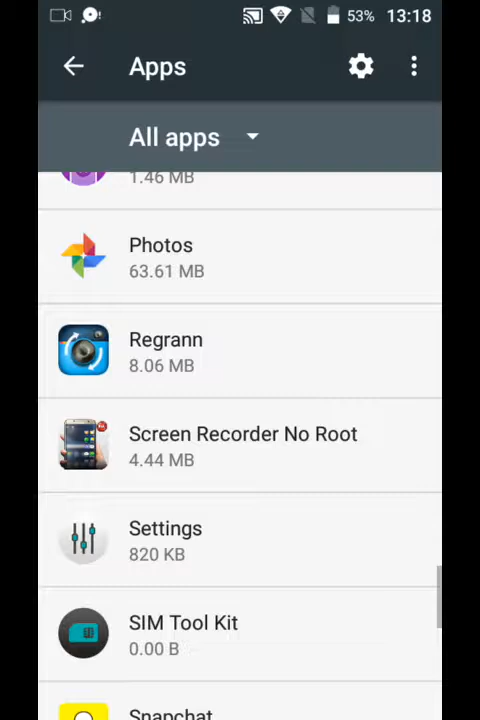 53% 13:18
Apps
All apps
1.46 MB
Photos
63.61 MB
Regrann
8.06 MB
Screen Recorder No Root
4.44 MB
Settings
820 KB
SIM Tool Kit
0.00 B
Snapchat